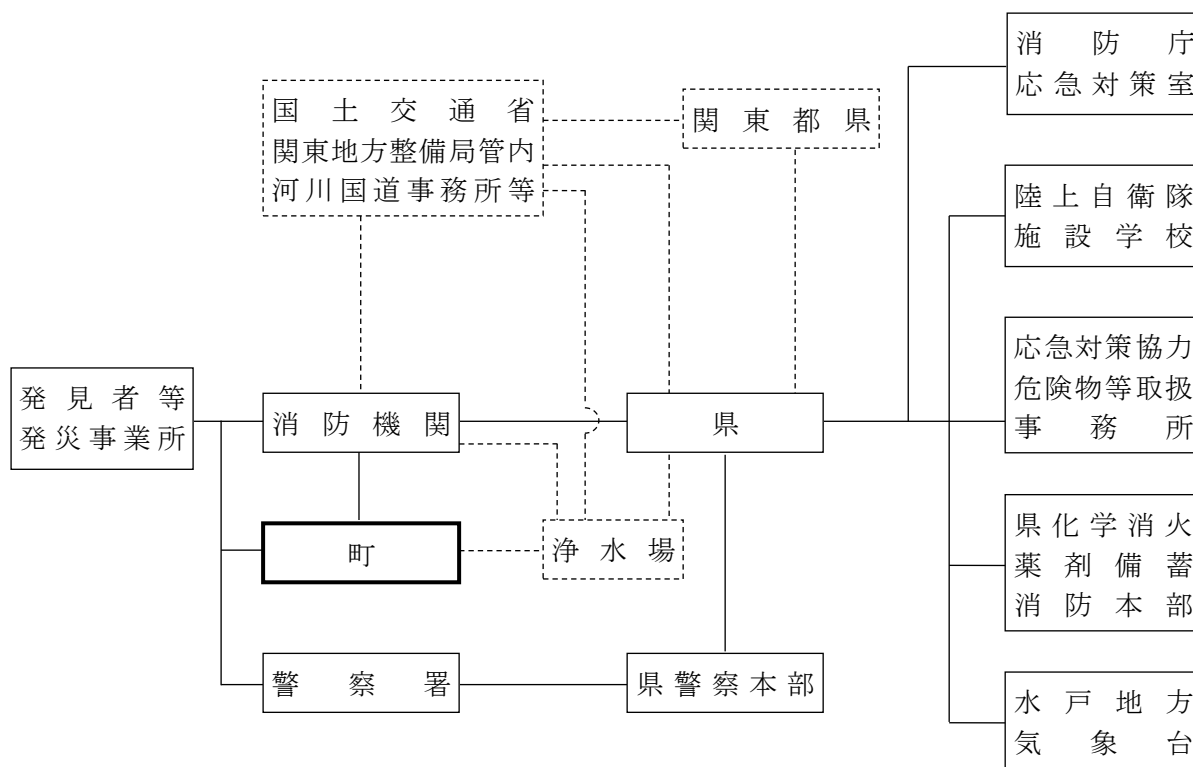 消防庁
応急対策室
国土交通省
関東地方整備局管内
河川国道事務所等
関東都県
陸上自衛隊
施設学校
応急対策協力
危険物等取扱
事務所
発見者等
発災事業所
消防機関
県
町
浄水場
県化学消火
薬剤備蓄
消防本部
警察署
県警察本部
水戸地方
気象台